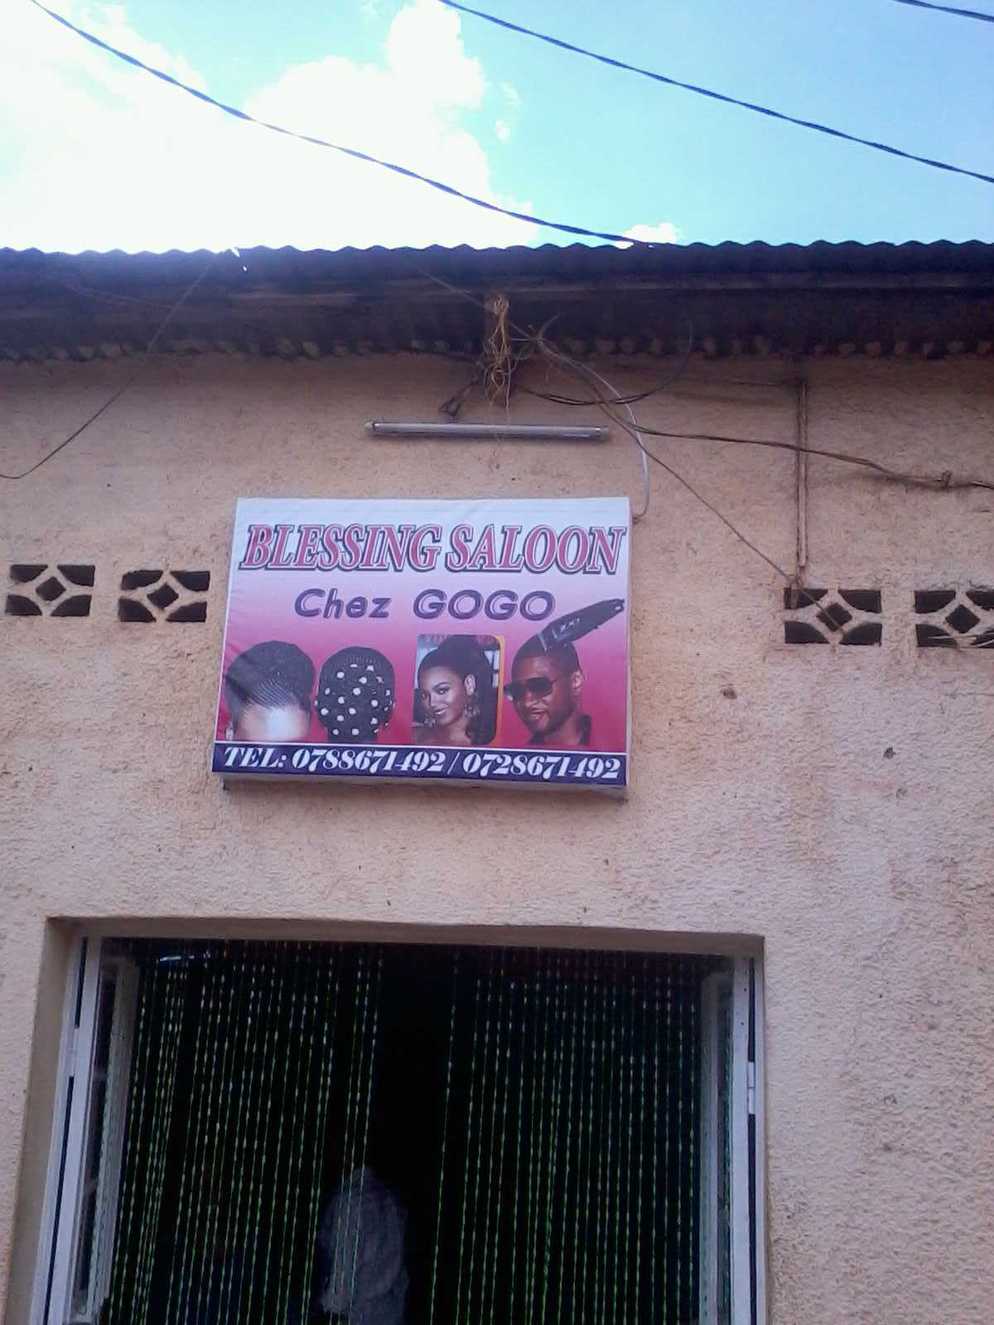 BLESSING SALOON
Chez GOGO
TEL: 0788671492 / 0728671492